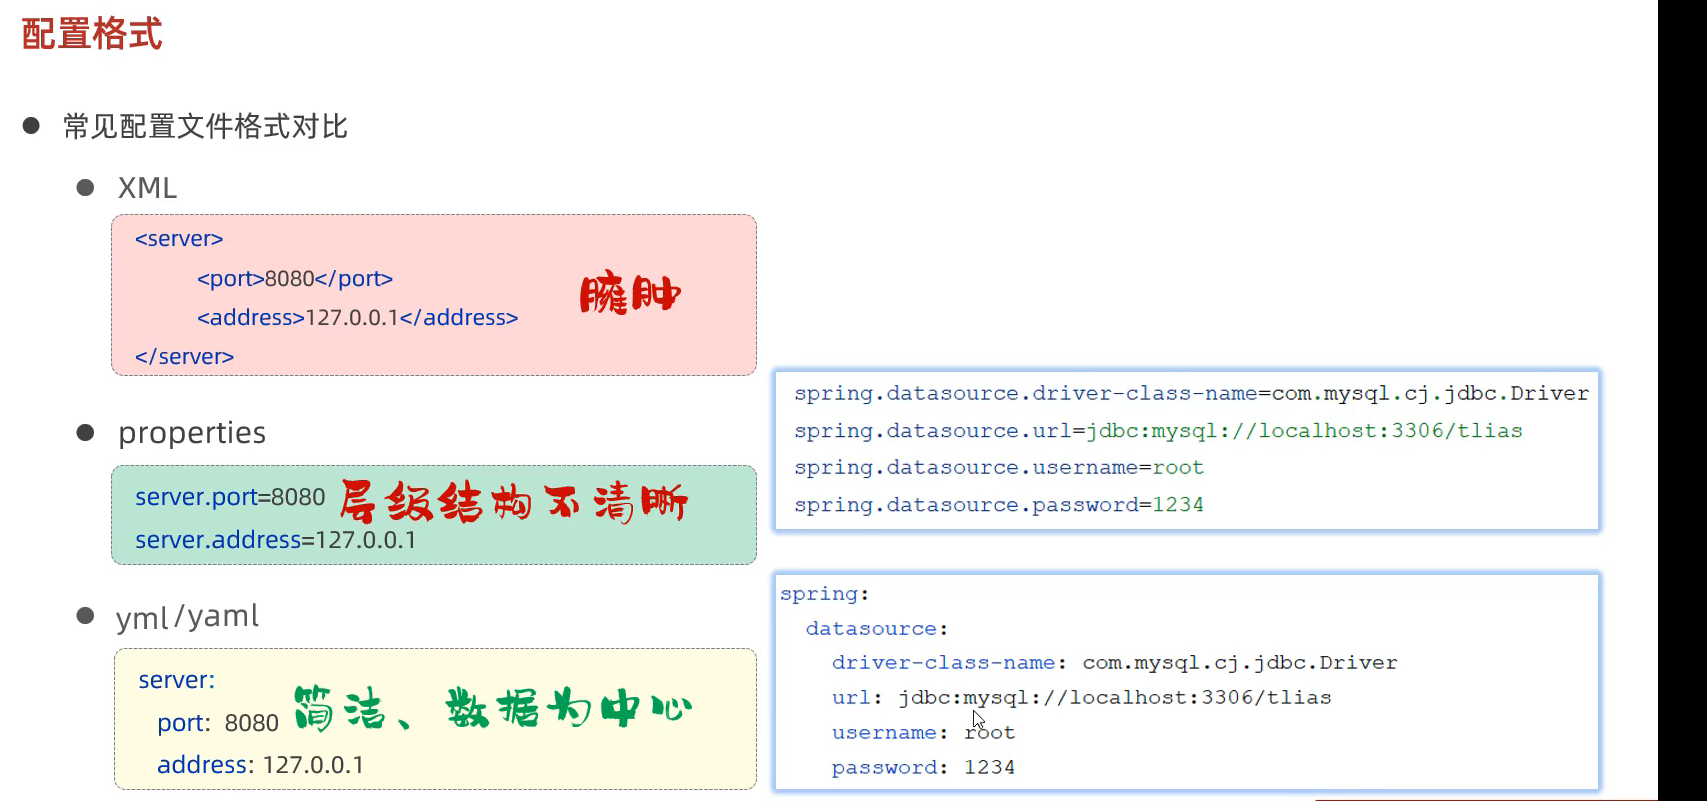 配置格式
常见配置文件格式对比
XML
<server>
<port>8080</port>
<address>127.0.0.1</address>
</server>
臃肿
properties
server.port=8080
server.address=127.0.0.1
层级结构不清晰
spring.datasource.driver-class-name=com.mysql.cj.jdbc.Driver
spring.datasource.url=jdbc:mysql://localhost:3306/tlias
spring.datasource.username=root
spring.datasource.password=1234
yml/yaml
server:
port: 8080
address: 127.0.0.1
简洁、数据为中心
spring:
datasource:
driver-class-name: com.mysql.cj.jdbc.Driver
url: jdbc:mysql://localhost:3306/tlias
username: root
password: 1234